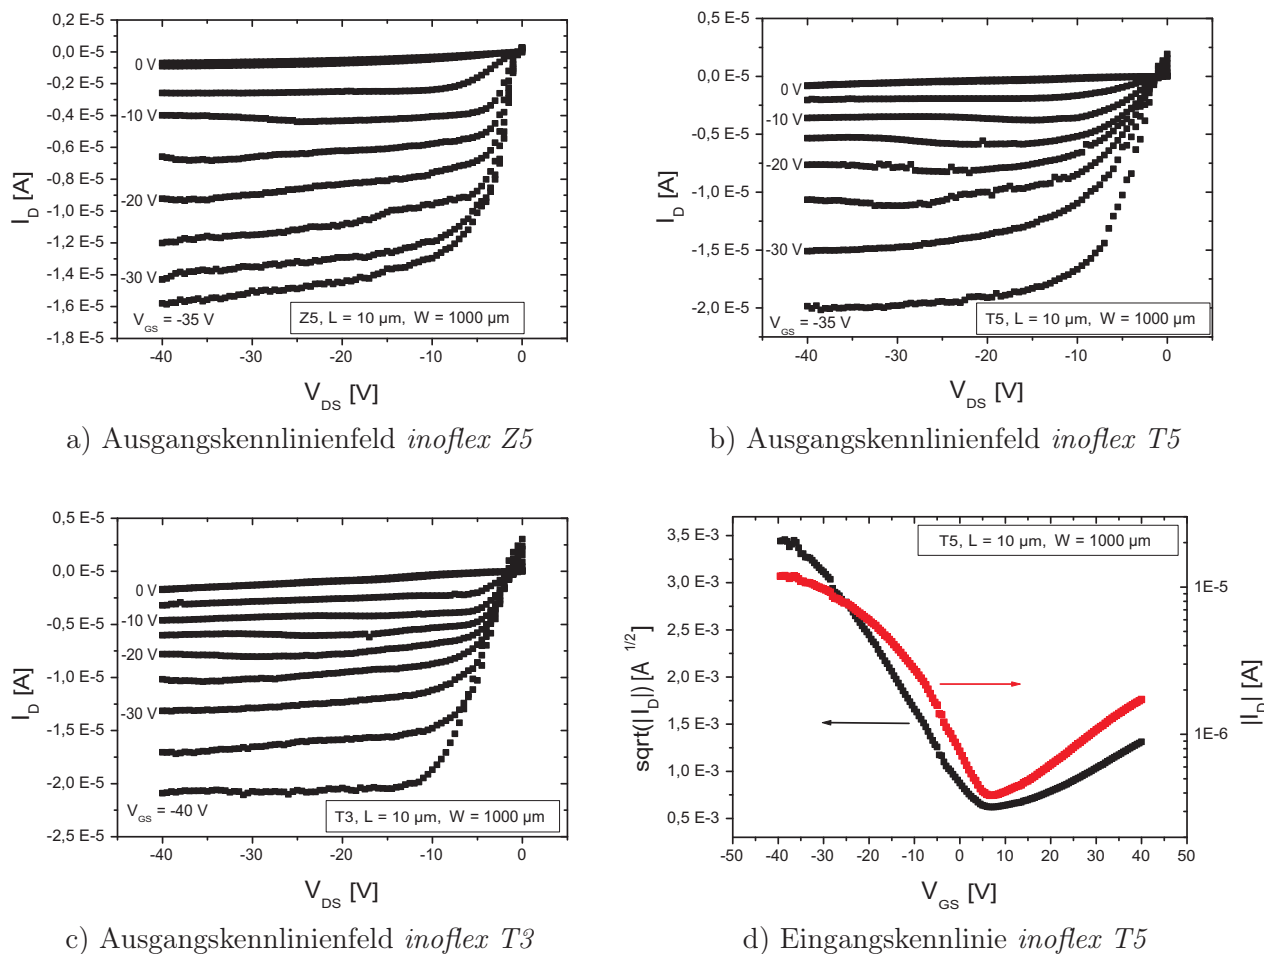 0,2 E-5
0,0 E-5
-0,2 E-5
-0,4 E-5
-0,6 E-5
-0,8 E-5
-1,0 E-5
-1,2 E-5
-1,4 E-5
-1,6 E-5
-1,8 E-5
I_D [A]
0 V
-10 V
-20 V
-30 V
V_GS = -35 V
Z5, L = 10 µm, W = 1000 µm
-40 -30 -20 -10 0
V_DS [V]
a) Ausgangskennlinienfeld inoflex Z5
0,5 E-5
0,0 E-5
-0,5 E-5
-1,0 E-5
-1,5 E-5
-2,0 E-5
I_D [A]
0 V
-10 V
-20 V
-30 V
V_GS = -35 V
T5, L = 10 µm, W = 1000 µm
-40 -30 -20 -10 0
V_DS [V]
b) Ausgangskennlinienfeld inoflex T5
0,5 E-5
0,0 E-5
-0,5 E-5
-1,0 E-5
-1,5 E-5
-2,0 E-5
-2,5 E-5
I_D [A]
0 V
-10 V
-20 V
-30 V
V_GS = -40 V
T3, L = 10 µm, W = 1000 µm
-40 -30 -20 -10 0
V_DS [V]
c) Ausgangskennlinienfeld inoflex T3
3,5 E-3
3,0 E-3
2,5 E-3
2,0 E-3
1,5 E-3
1,0 E-3
0,5 E-3
sqrt(|I_D|) [A^1/2]
T5, L = 10 µm, W = 1000 µm
1E-5
1E-6
|I_D| [A]
-50 -40 -30 -20 -10 0 10 20 30 40 50
V_GS [V]
d) Eingangskennlinie inoflex T5